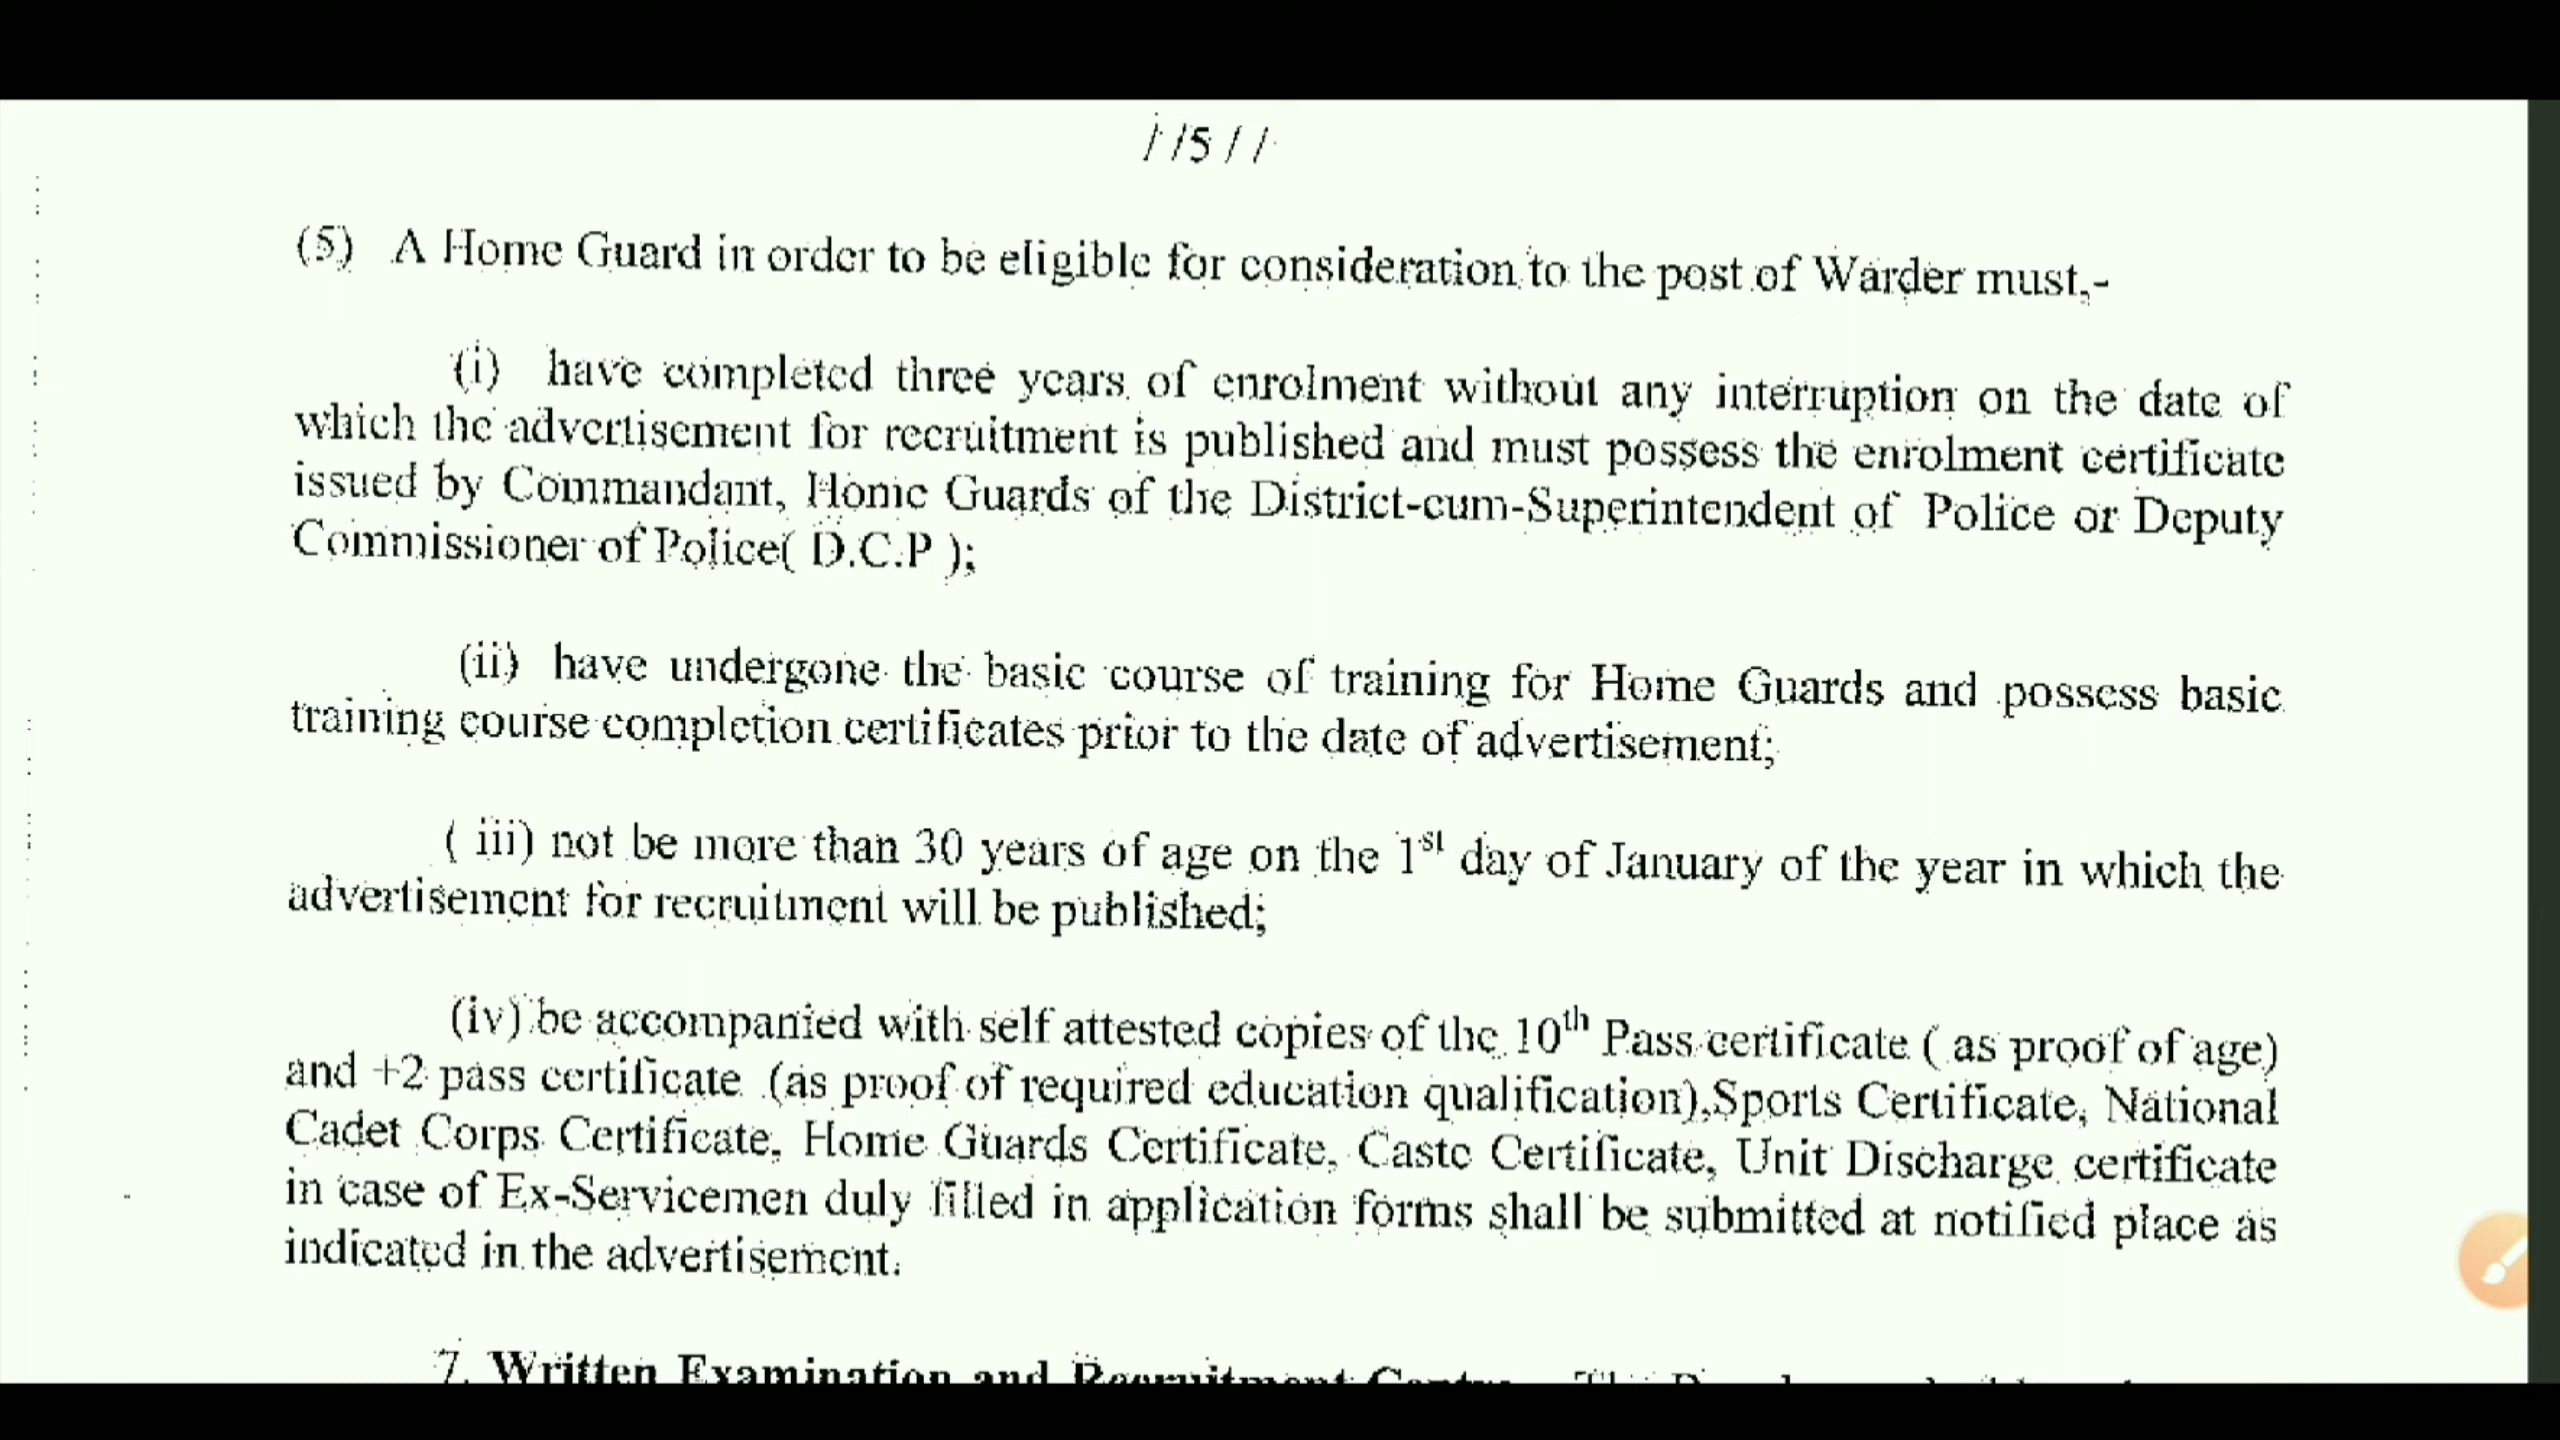 //5//
(5) A Home Guard in order to be eligible for consideration to the post of Warder must,-
(i) have completed three years of enrolment without any interruption on the date of
which the advertisement for recruitment is published and must possess the enrolment certificate
issued by Commandant, Home Guards of the District-cum-Superintendent of Police or Deputy
Commissioner of Police( D.C.P );
(ii) have undergone the basic course of training for Home Guards and possess basic
training course completion certificates prior to the date of advertisement;
( iii) not be more than 30 years of age on the 1st day of January of the year in which the
advertisement for recruitment will be published;
(iv) be accompanied with self attested copies of the 10th Pass certificate ( as proof of age)
and +2 pass certificate (as proof of required education qualification),Sports Certificate, National
Cadet Corps Certificate, Home Guards Certificate, Caste Certificate, Unit Discharge certificate
in case of Ex-Servicemen duly filled in application forms shall be submitted at notified place as
indicated in the advertisement.
7. Written Examination and Recruitment